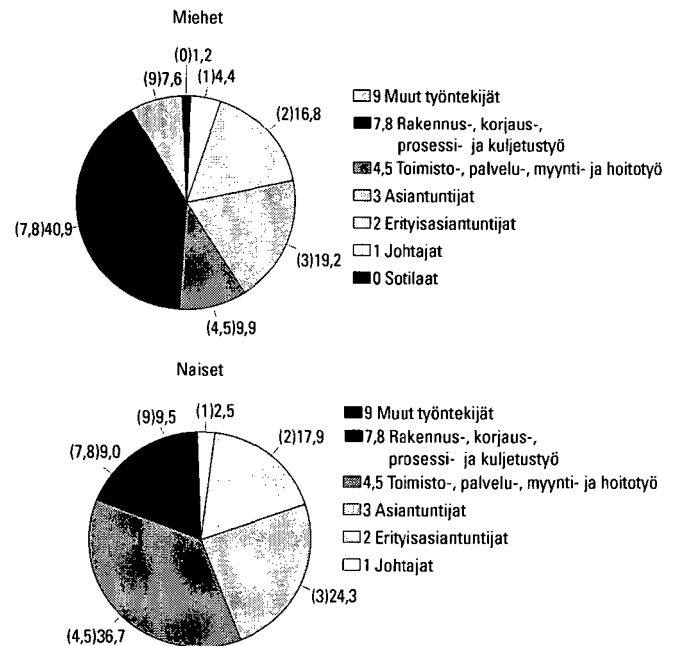 Miehet
(0)1,2
(9)7,6
(1)4,4
(2)16,8
(7,8)40,9
(3)19,2
(4,5)9,9
9 Muut työntekijät
7,8 Rakennus-, korjaus-,
prosessi- ja kuljetustyö
4,5 Toimisto-, palvelu-, myynti- ja hoitotyö
3 Asiantuntijat
2 Erityisasiantuntijat
1 Johtajat
0 Sotilaat
Naiset
(9)9,5
(1)2,5
(2)17,9
(7,8)9,0
(3)24,3
(4,5)36,7
9 Muut työntekijät
7,8 Rakennus-, korjaus-,
prosessi- ja kuljetustyö
4,5 Toimisto-, palvelu-, myynti- ja hoitotyö
3 Asiantuntijat
2 Erityisasiantuntijat
1 Johtajat